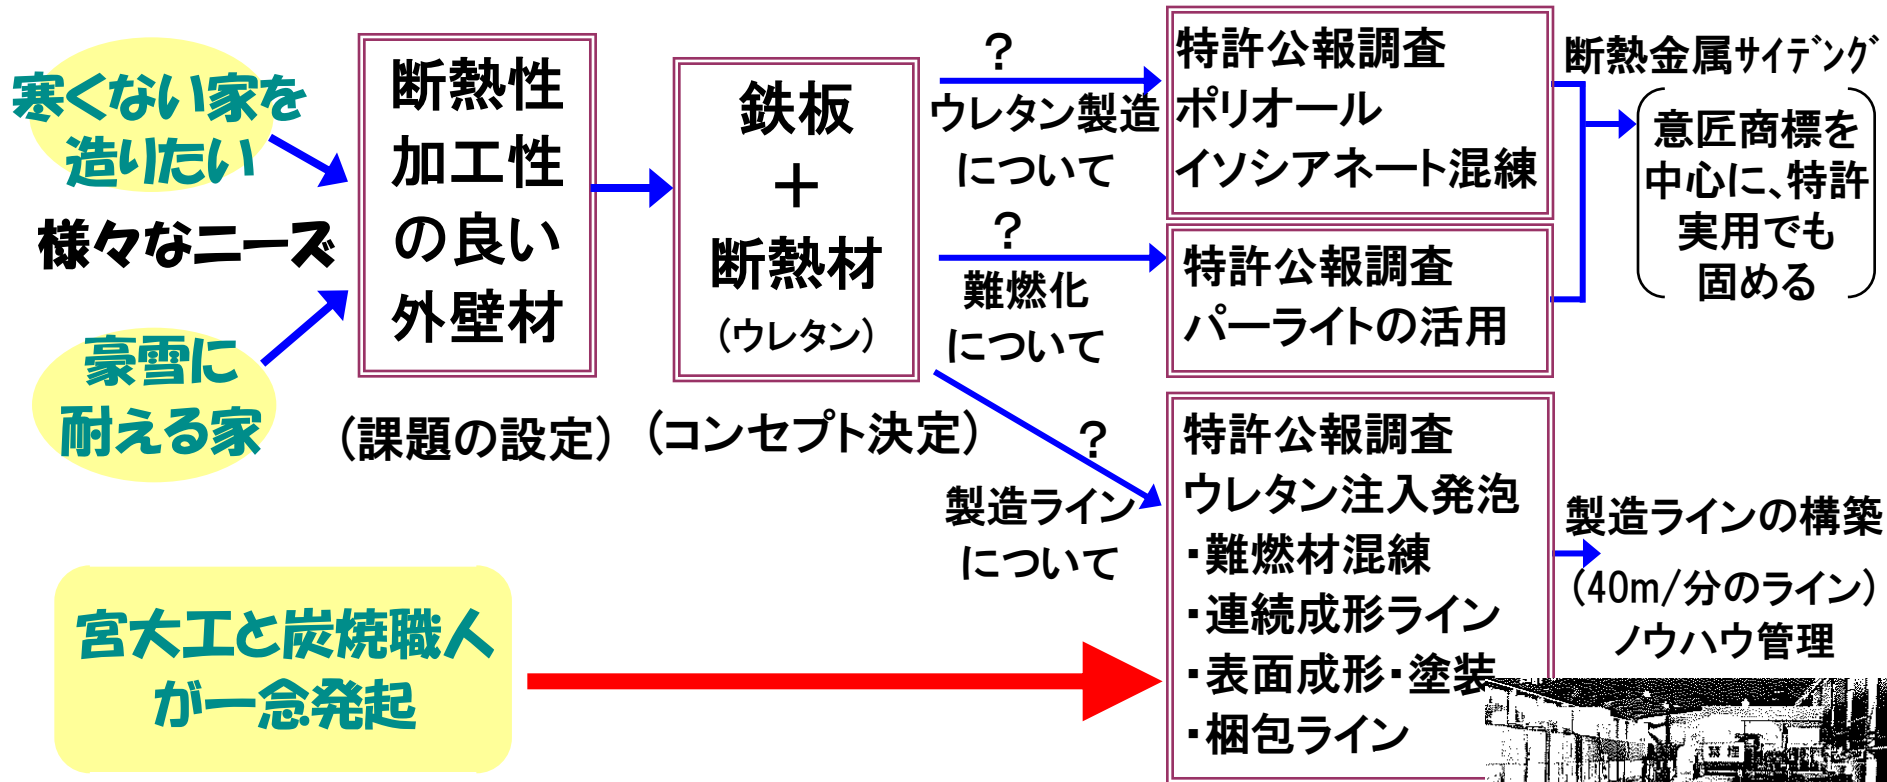 寒くない家を
造りたい
様々なニーズ
豪雪に
耐える家
断熱性
加工性
の良い
外壁材
(課題の設定)
鉄板
+
断熱材
(ウレタン)
(コンセプト決定)
?
ウレタン製造
について
?
難燃化
について
?
製造ライン
について
特許公報調査
ポリオール
イソシアネート混練
特許公報調査
パーライトの活用
特許公報調査
ウレタン注入発泡
・難燃材混練
・連続成形ライン
・表面成形・塗装
・梱包ライン
断熱金属ｻｲﾃﾞﾝｸﾞ
意匠商標を
中心に、特許
実用でも
固める
製造ラインの構築
(40m/分のライン)
ノウハウ管理
宮大工と炭焼職人
が一念発起